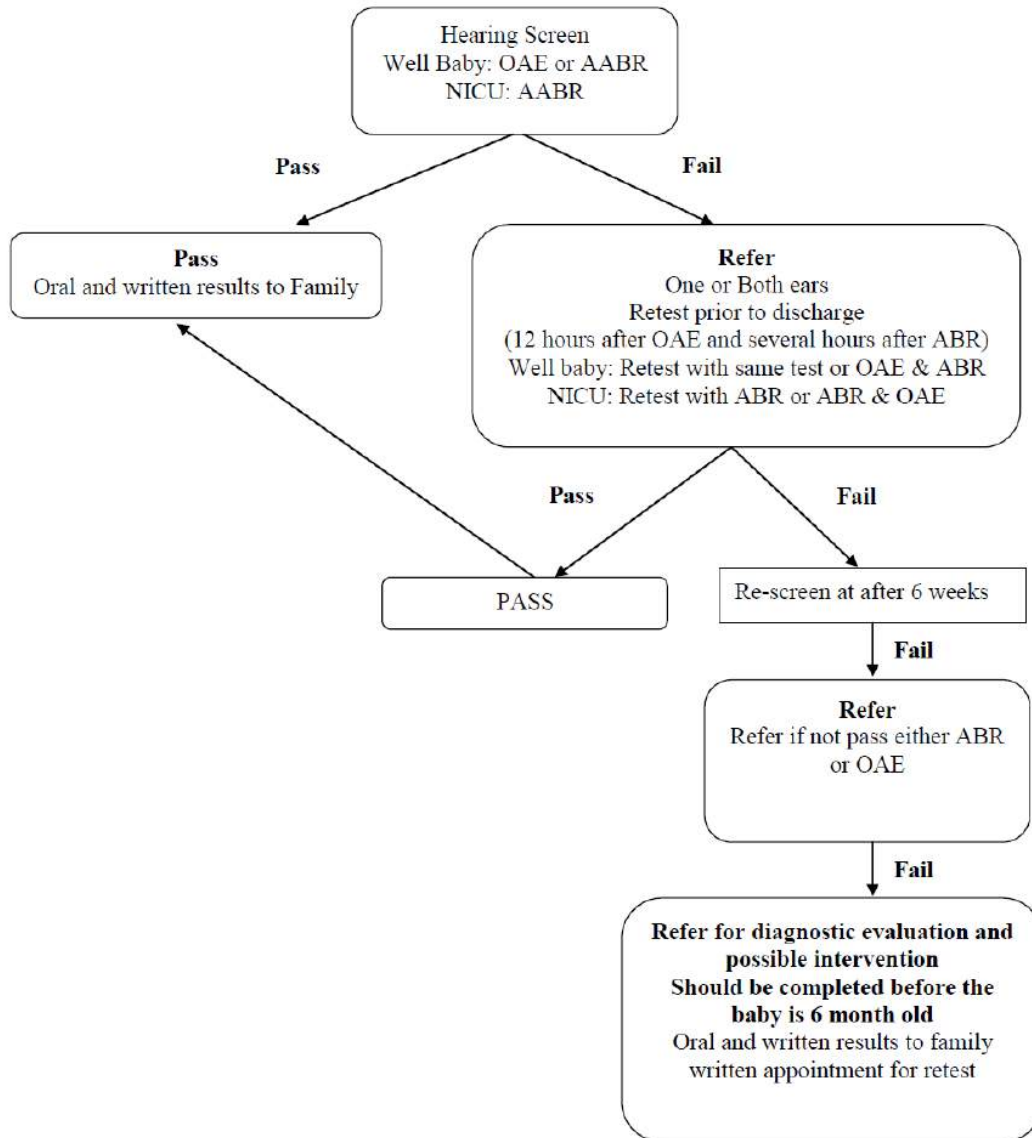 Hearing Screen
Well Baby: OAE or AABR
NICU: AABR
Pass
Fail
Pass
Oral and written results to Family
Refer
One or Both ears
Retest prior to discharge
(12 hours after OAE and several hours after ABR)
Well baby: Retest with same test or OAE & ABR
NICU: Retest with ABR or ABR & OAE
Pass
Fail
PASS
Re-screen at after 6 weeks
Fail
Refer
Refer if not pass either ABR
or OAE
Fail
Refer for diagnostic evaluation and
possible intervention
Should be completed before the
baby is 6 month old
Oral and written results to family
written appointment for retest